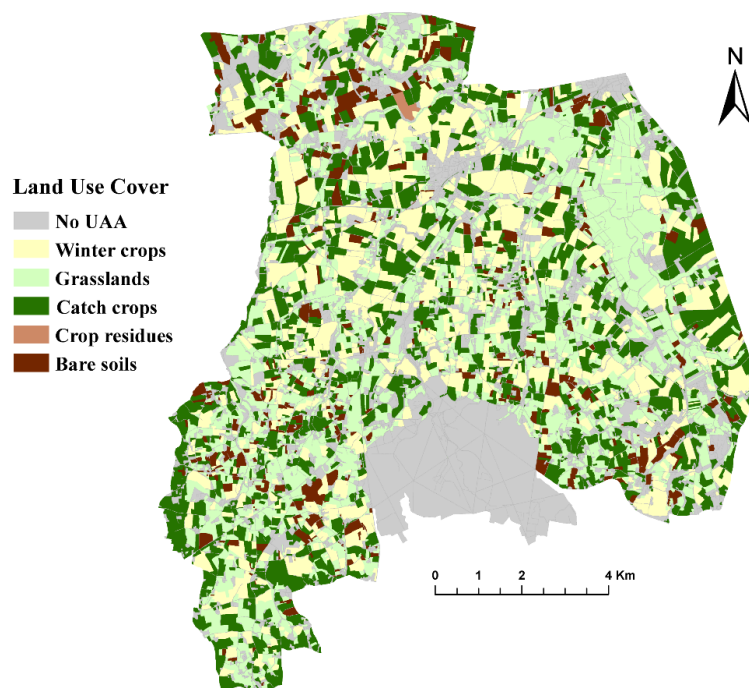 N
Land Use Cover
No UAA
Winter crops
Grasslands
Catch crops
Crop residues
Bare soils
0 1 2 4 Km